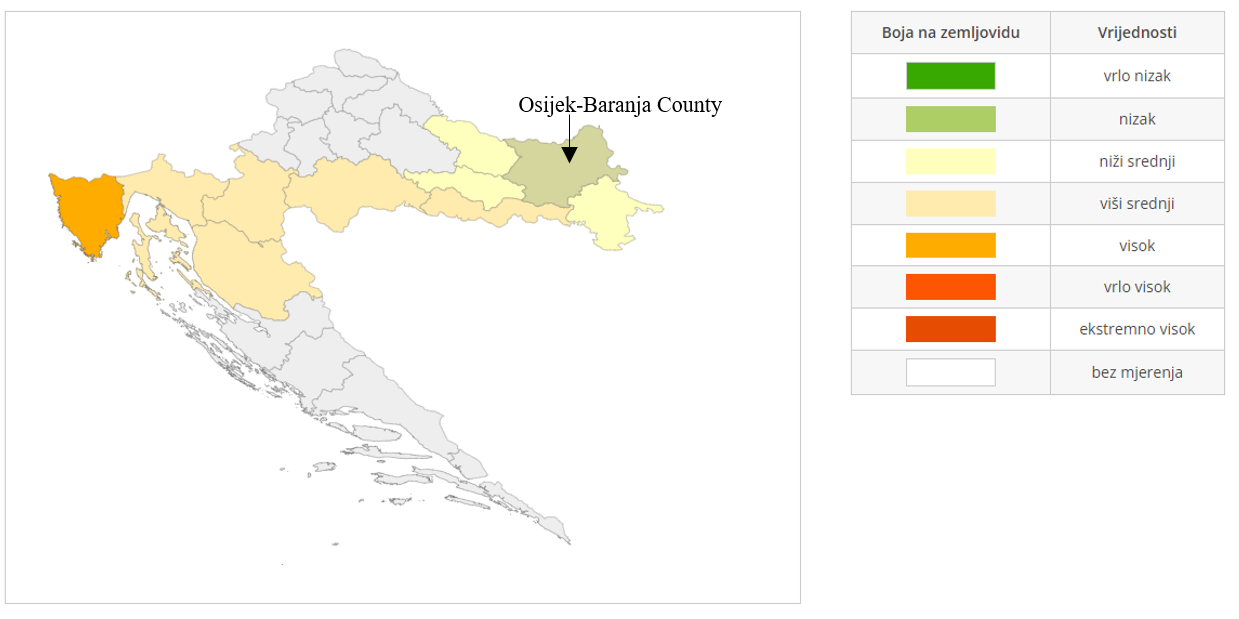 Osijek-Baranja County
Boja na zemljovidu Vrijednosti
vrlo nizak
nizak
niži srednji
viši srednji
visok
vrlo visok
ekstremno visok
bez mjerenja